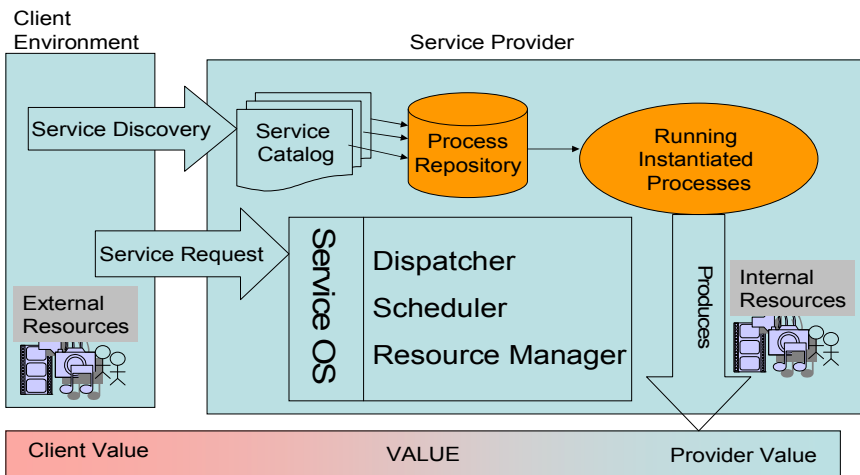 Client
Environment
Service Provider
Service Discovery
Service
Catalog
Process
Repository
Running
Instantiated
Processes
Service Request
Service OS
Dispatcher
Scheduler
Resource Manager
Produces
External
Resources
Internal
Resources
Client Value
VALUE
Provider Value